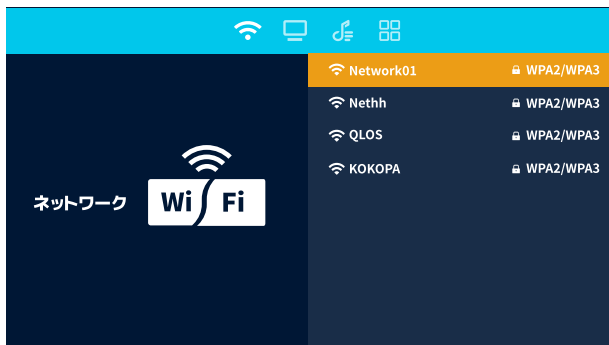 Network01 WPA2/WPA3
Nethh WPA2/WPA3
QLOS WPA2/WPA3
KOKOPA WPA2/WPA3
ネットワーク Wi Fi